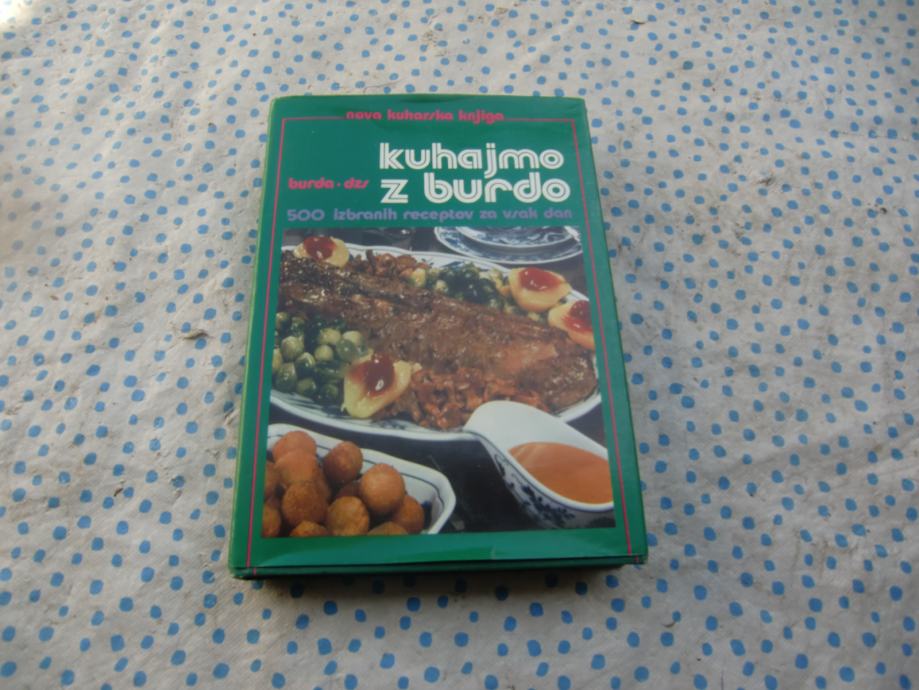 nova kuharska knjiga
kuhajmo
burda · dzs
z burdo
500 izbranih receptov za vsak dan